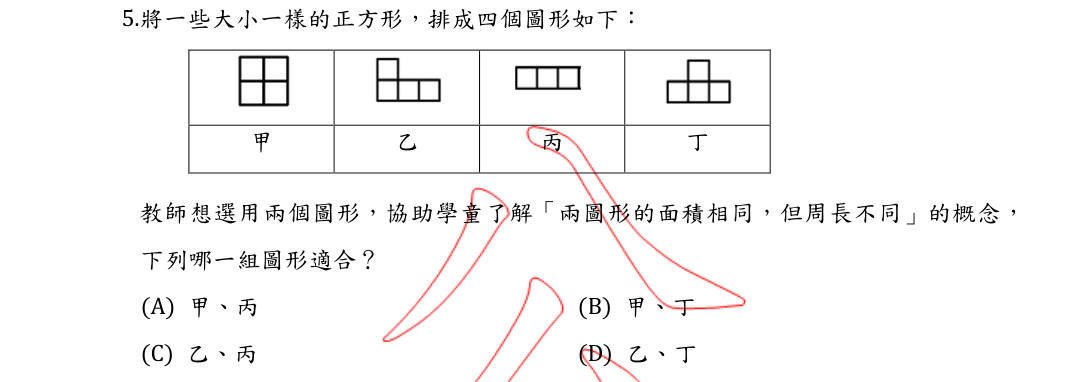 5.將一些大小一樣的正方形，排成四個圖形如下：
甲 乙 丙 丁
教師想選用兩個圖形，協助學童了解「兩圖形的面積相同，但周長不同」的概念，
下列哪一組圖形適合？
(A) 甲、丙 (B) 甲、丁
(C) 乙、丙 (D) 乙、丁